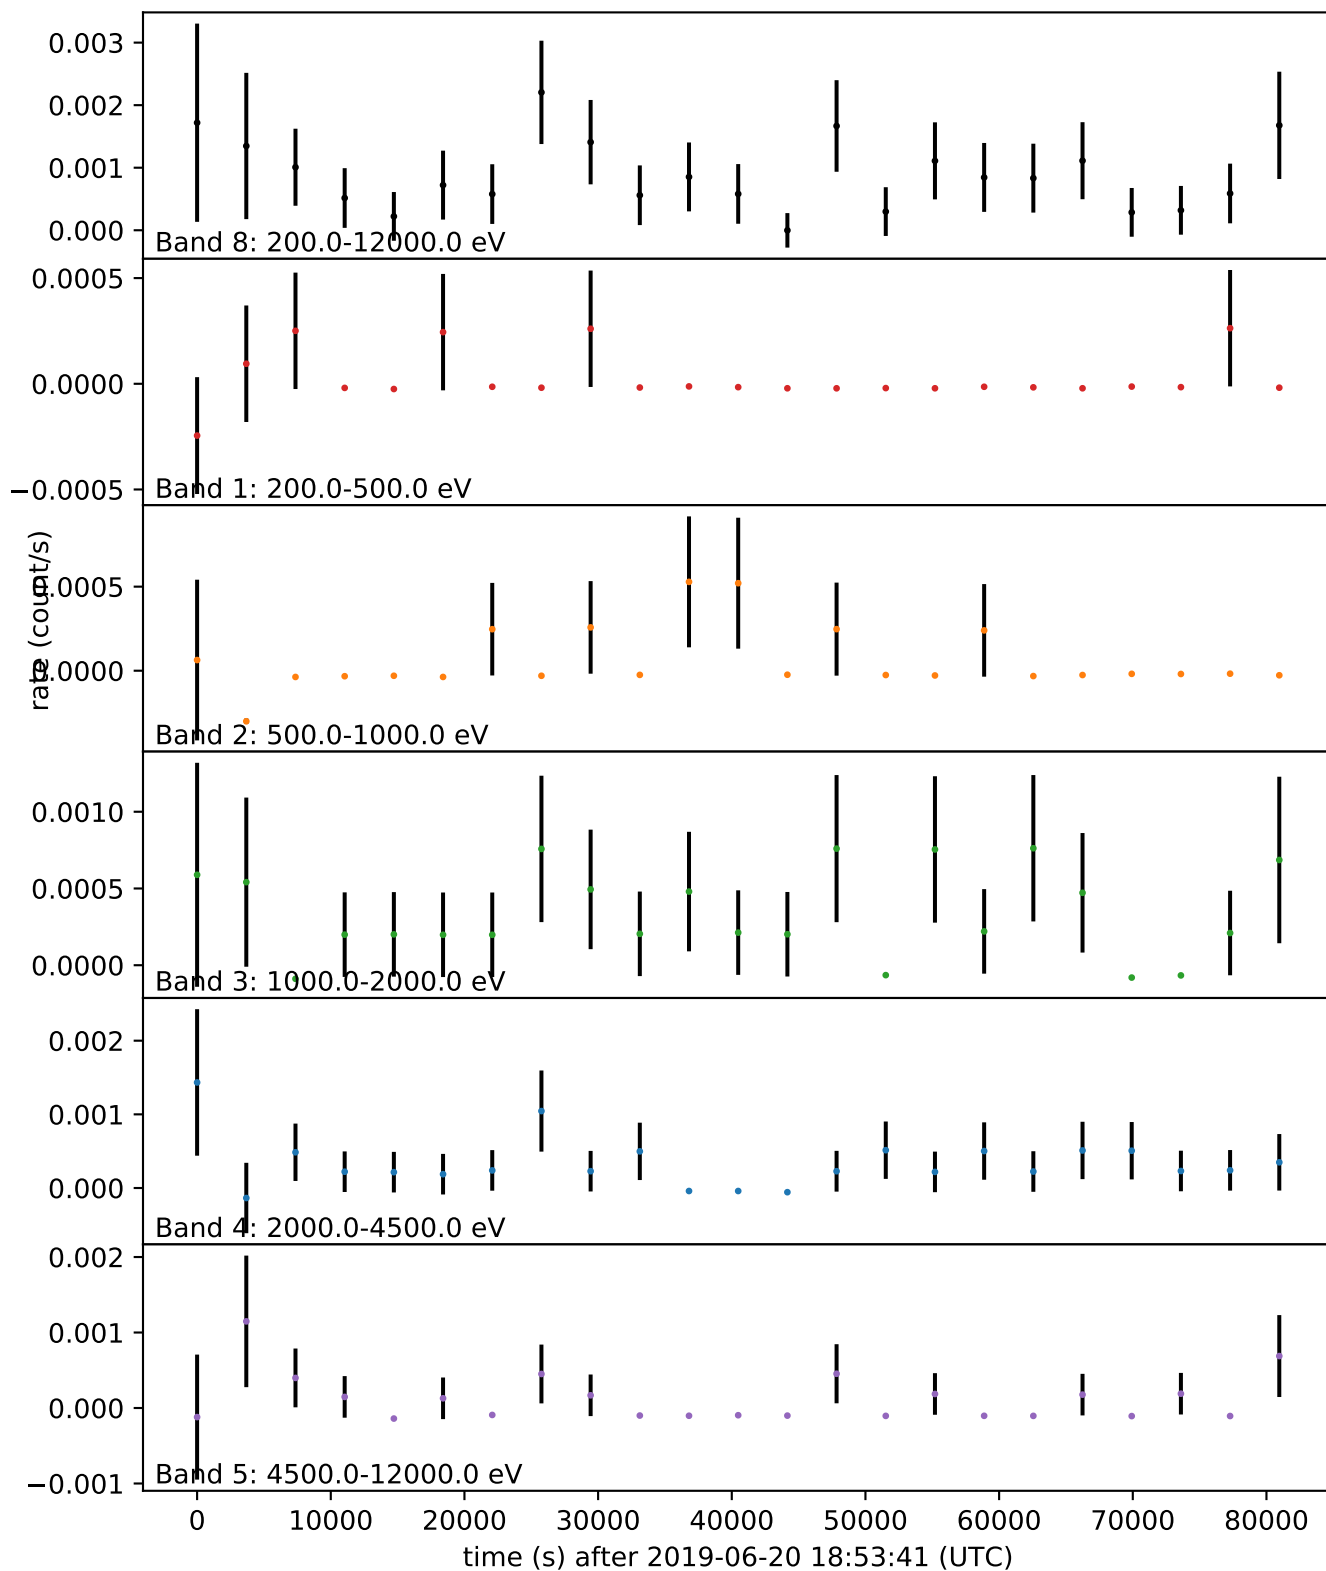 0.003
0.002
0.001
0.000
Band 8: 200.0-12000.0 eV
0.0005
0.0000
−0.0005
Band 1: 200.0-500.0 eV
rate (count/s)
0.0005
0.0000
Band 2: 500.0-1000.0 eV
0.0010
0.0005
0.0000
Band 3: 1000.0-2000.0 eV
0.002
0.001
0.000
Band 4: 2000.0-4500.0 eV
0.002
0.001
0.000
−0.001
Band 5: 4500.0-12000.0 eV
0 10000 20000 30000 40000 50000 60000 70000 80000
time (s) after 2019-06-20 18:53:41 (UTC)